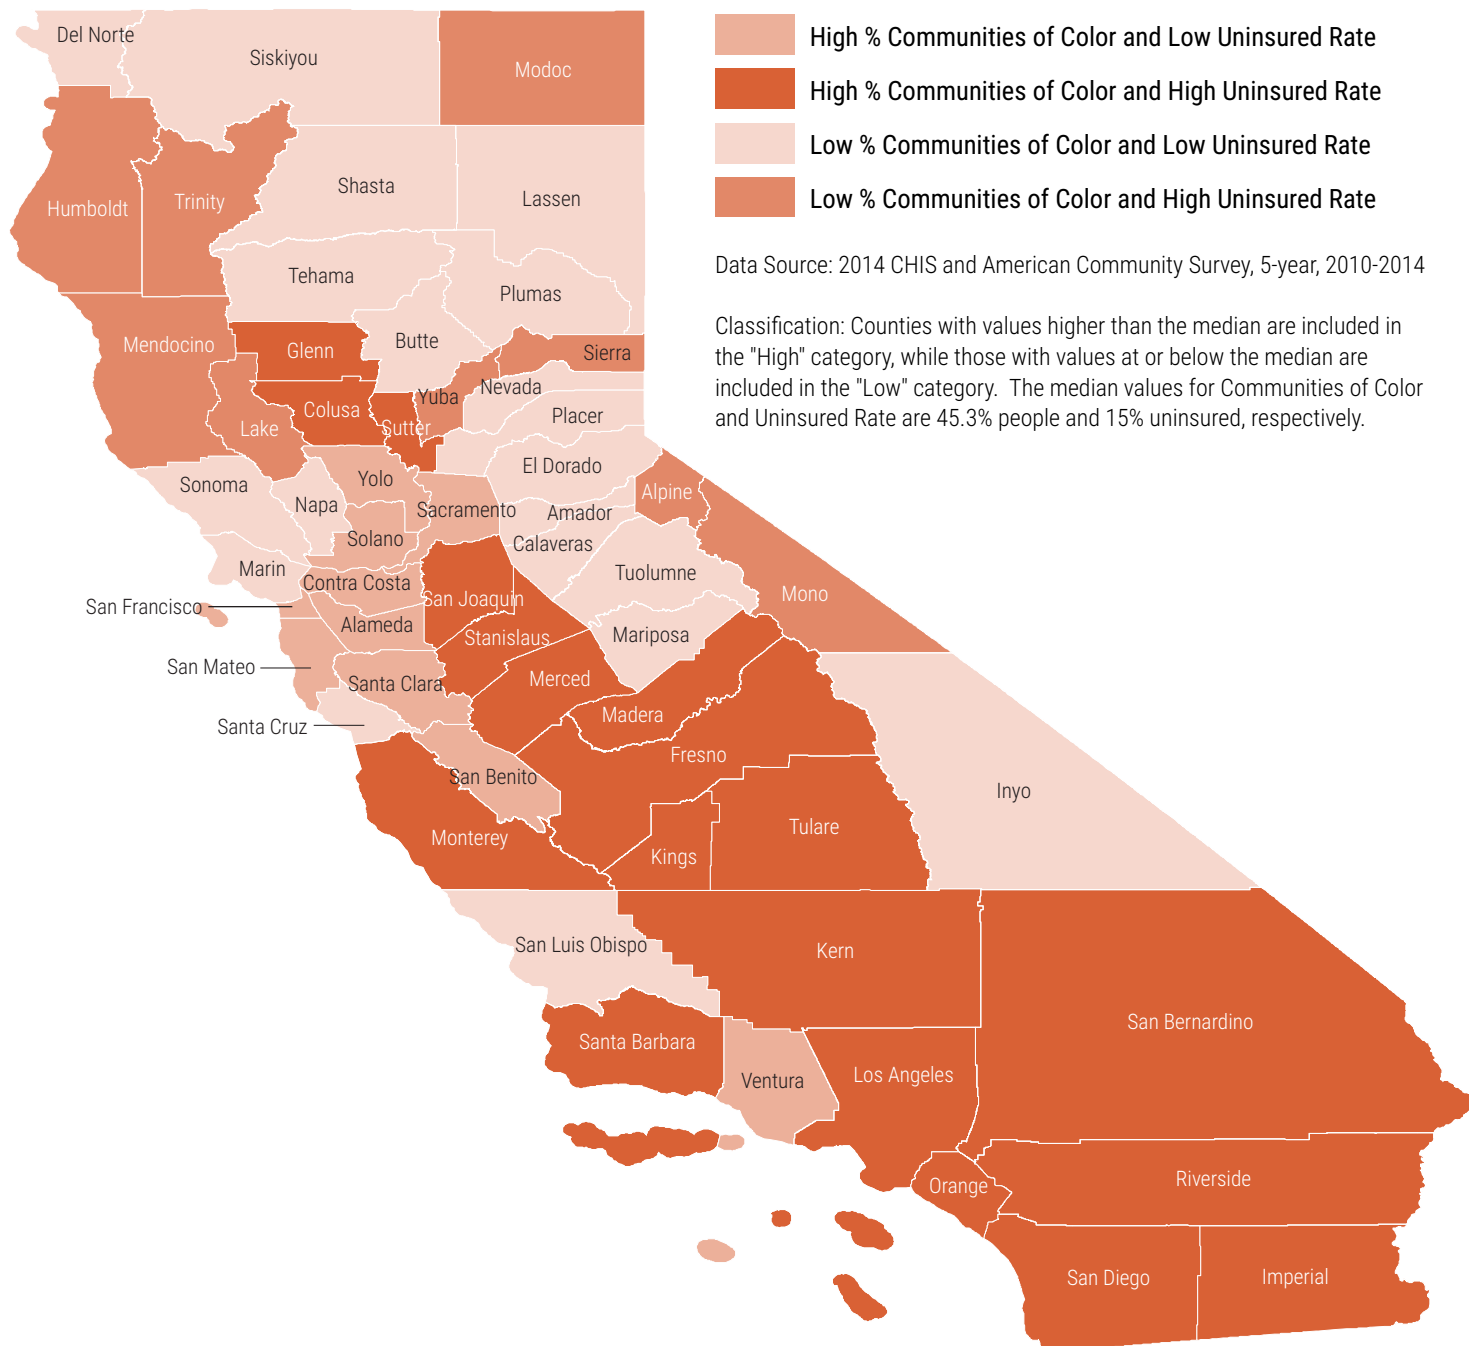 High % Communities of Color and Low Uninsured Rate
High % Communities of Color and High Uninsured Rate
Low % Communities of Color and Low Uninsured Rate
Low % Communities of Color and High Uninsured Rate
Data Source: 2014 CHIS and American Community Survey, 5-year, 2010-2014
Classification: Counties with values higher than the median are included in
the "High" category, while those with values at or below the median are
included in the "Low" category. The median values for Communities of Color
and Uninsured Rate are 45.3% people and 15% uninsured, respectively.
Del Norte
Siskiyou
Modoc
Humboldt
Trinity
Shasta
Lassen
Tehama
Plumas
Mendocino
Glenn
Butte
Sierra
Nevada
Yuba
Colusa
Placer
Lake
Sutter
El Dorado
Yolo
Sonoma
Alpine
Napa
Sacramento
Amador
Solano
Calaveras
Marin
Contra Costa
Tuolumne
Mono
San Joaquin
San Francisco
Alameda
Stanislaus
Mariposa
San Mateo
Santa Clara
Merced
Madera
Santa Cruz
Fresno
San Benito
Inyo
Tulare
Monterey
Kings
San Luis Obispo
Kern
San Bernardino
Santa Barbara
Ventura
Los Angeles
Riverside
Orange
San Diego
Imperial